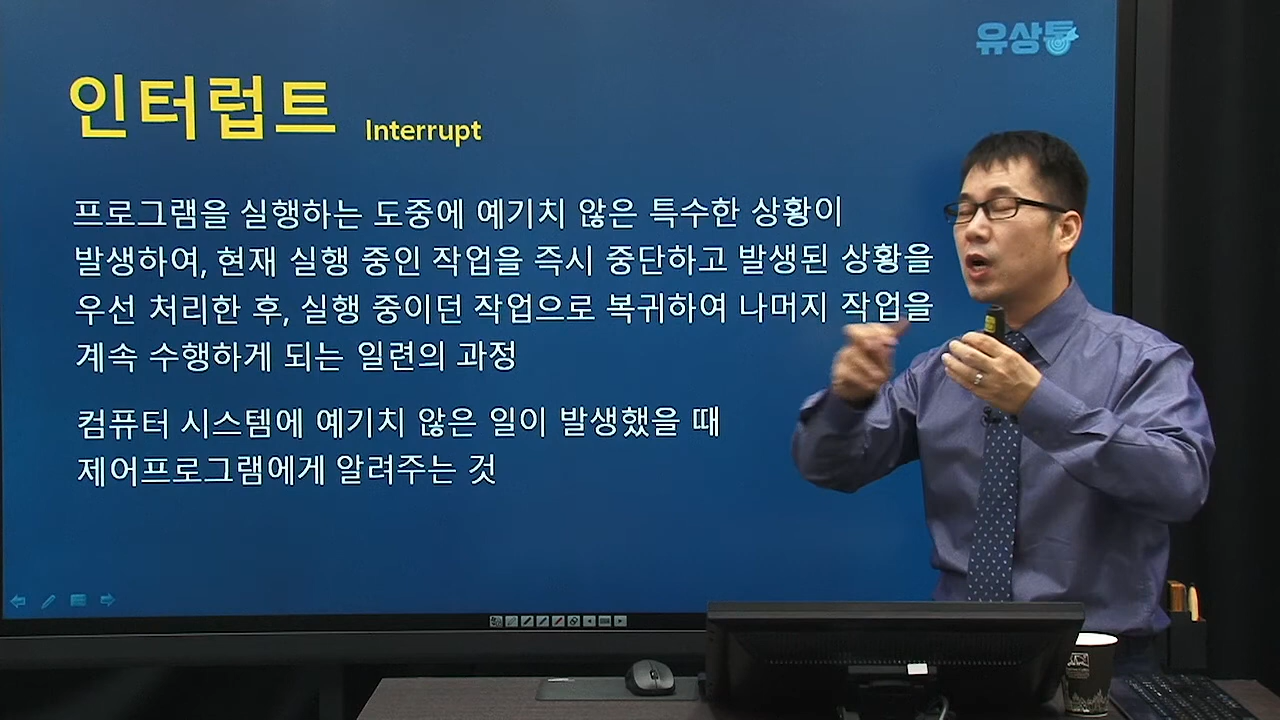 유상통
인터럽트 Interrupt
프로그램을 실행하는 도중에 예기치 않은 특수한 상황이
발생하여, 현재 실행 중인 작업을 즉시 중단하고 발생된 상황을
우선 처리한 후, 실행 중이던 작업으로 복귀하여 나머지 작업을
계속 수행하게 되는 일련의 과정
컴퓨터 시스템에 예기치 않은 일이 발생했을 때
제어프로그램에게 알려주는 것